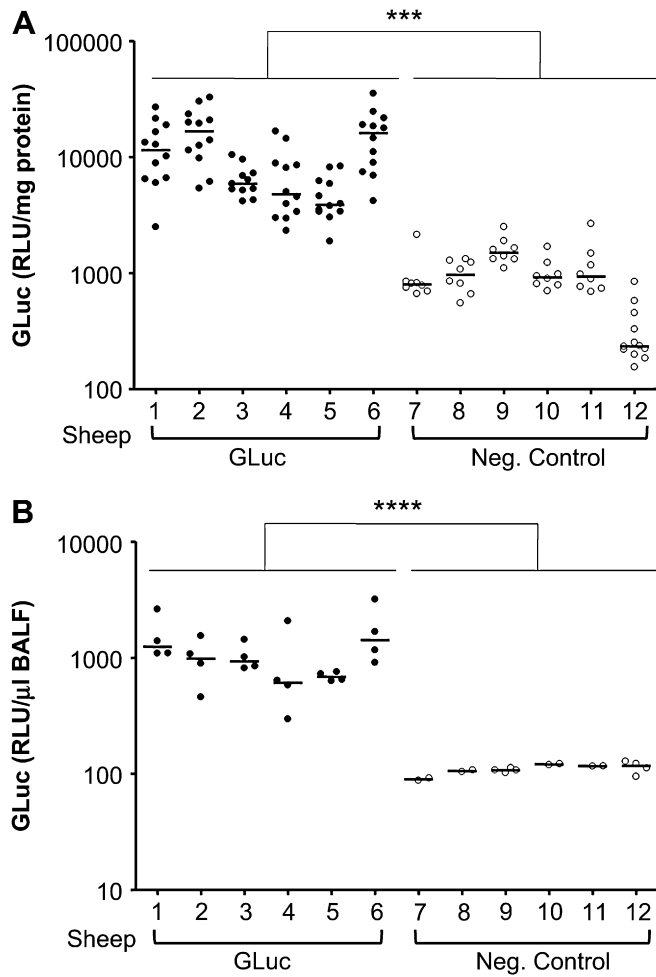 A
***
GLuc (RLU/mg protein)
100000
10000
1000
100
1 2 3 4 5 6 7 8 9 10 11 12
Sheep
GLuc Neg. Control
B
****
GLuc (RLU/μl BALF)
10000
1000
100
10
1 2 3 4 5 6 7 8 9 10 11 12
Sheep
GLuc Neg. Control